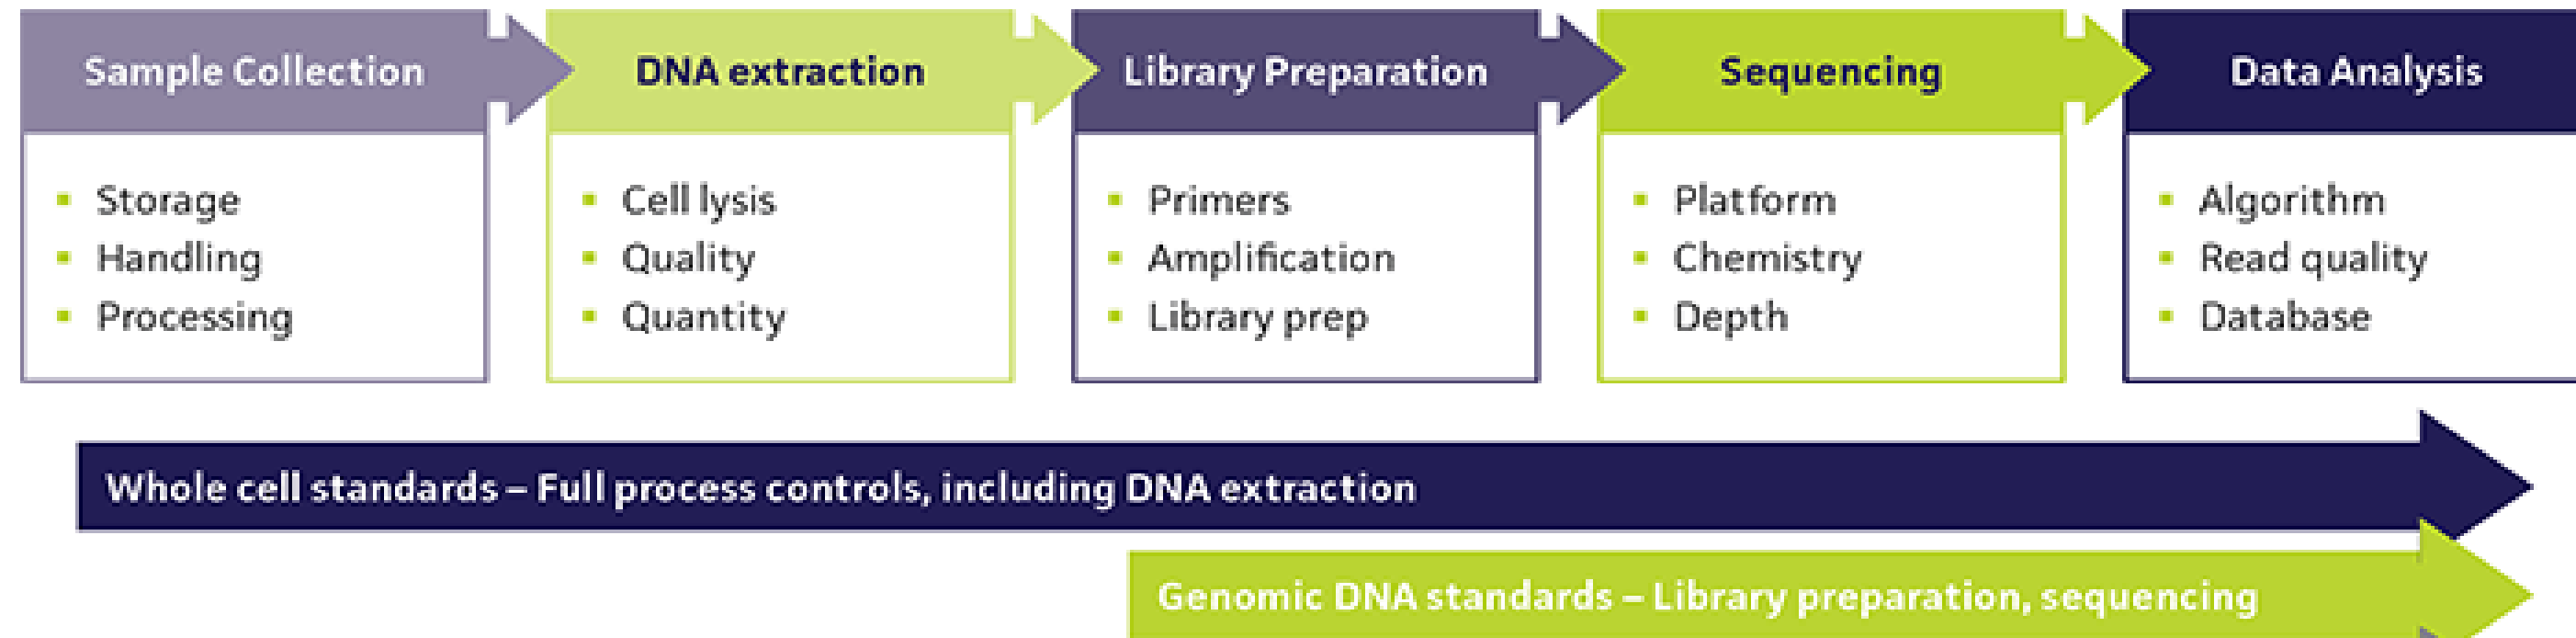 Sample Collection
Storage
Handling
Processing
DNA extraction
Cell lysis
Quality
Quantity
Library Preparation
Primers
Amplification
Library prep
Sequencing
Platform
Chemistry
Depth
Data Analysis
Algorithm
Read quality
Database
Whole cell standards – Full process controls, including DNA extraction
Genomic DNA standards – Library preparation, sequencing